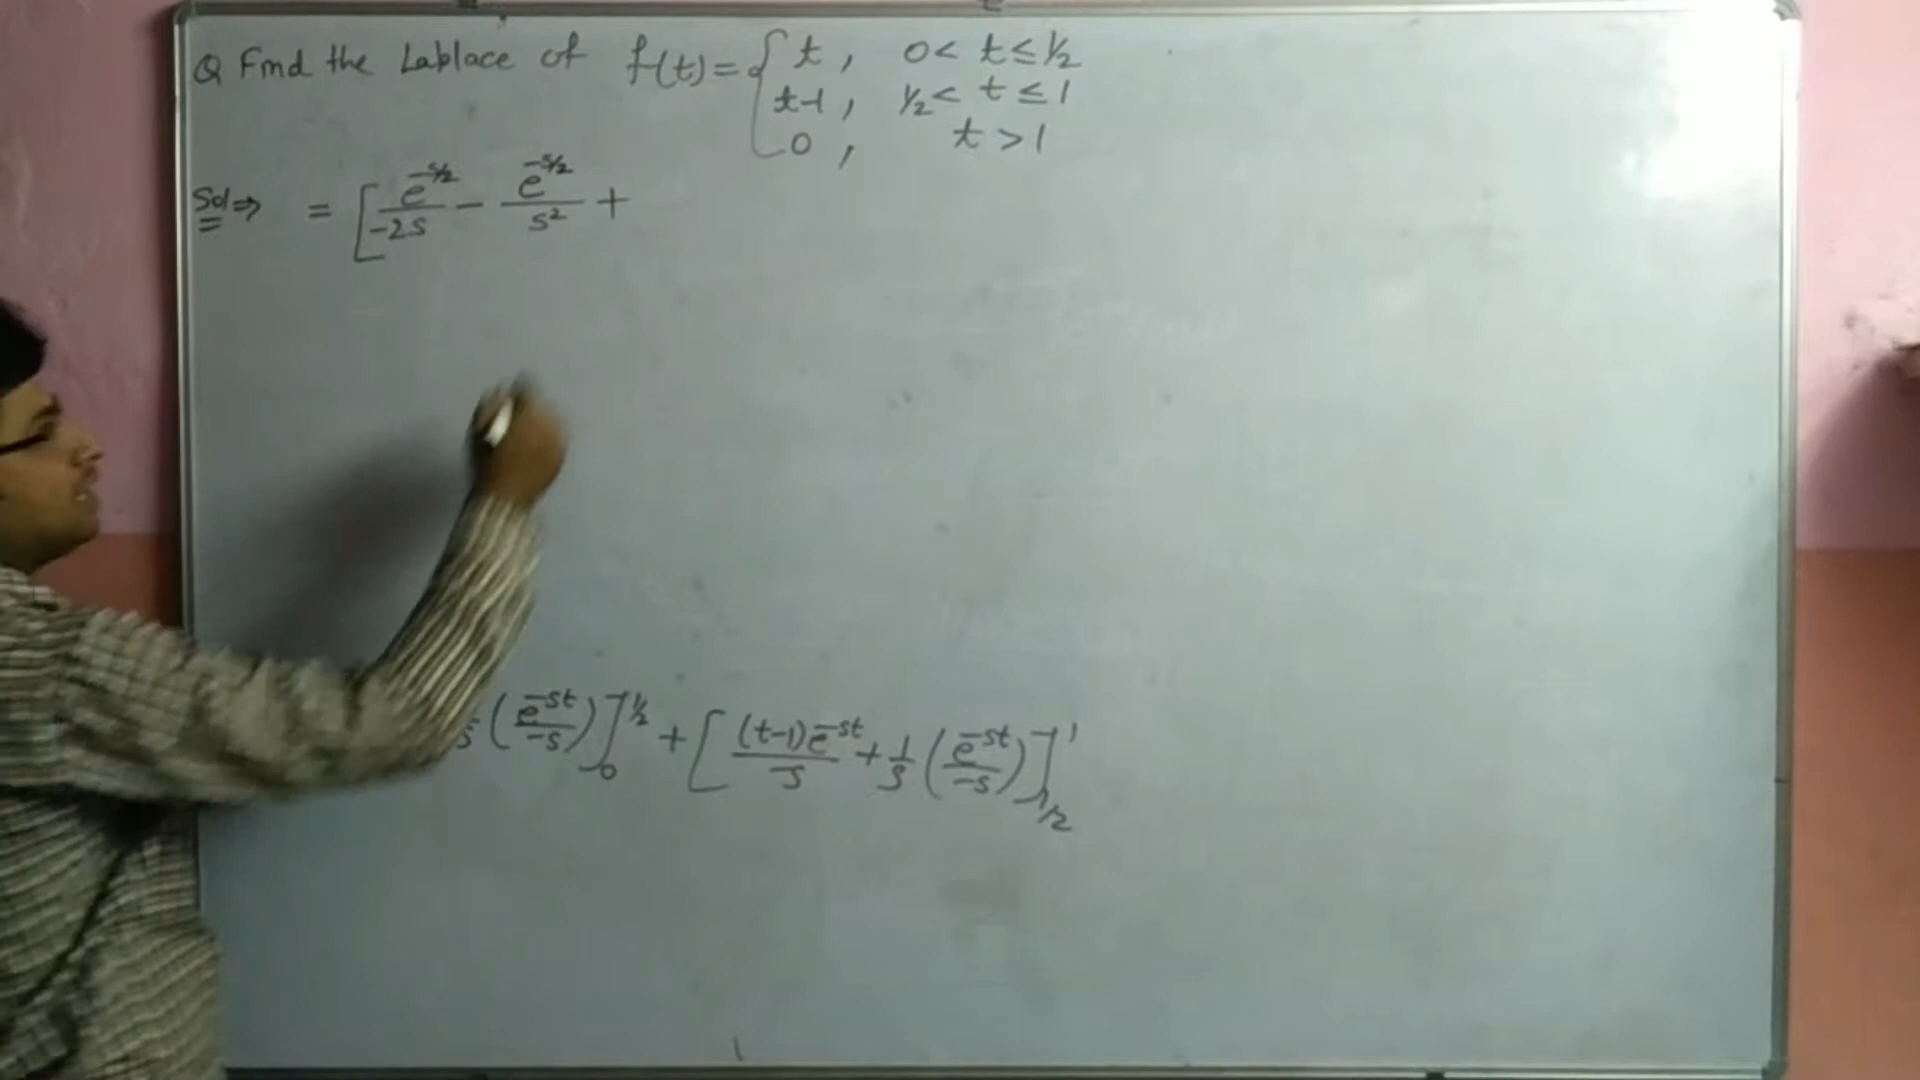 Q Find the Lablace of f(t) = { t , 0 < t ≤ 1/2
t-1 , 1/2 < t ≤ 1
0 , t > 1
Sol ⇒ = [ e^{-s/2} / -2s - e^{-s/2} / s² +
s ( e^{-st} / -s ) ]_0^{1/2} + [ (t-1)e^{-st} / s + 1/s ( e^{-st} / -s ) ]_{1/2}^{1}